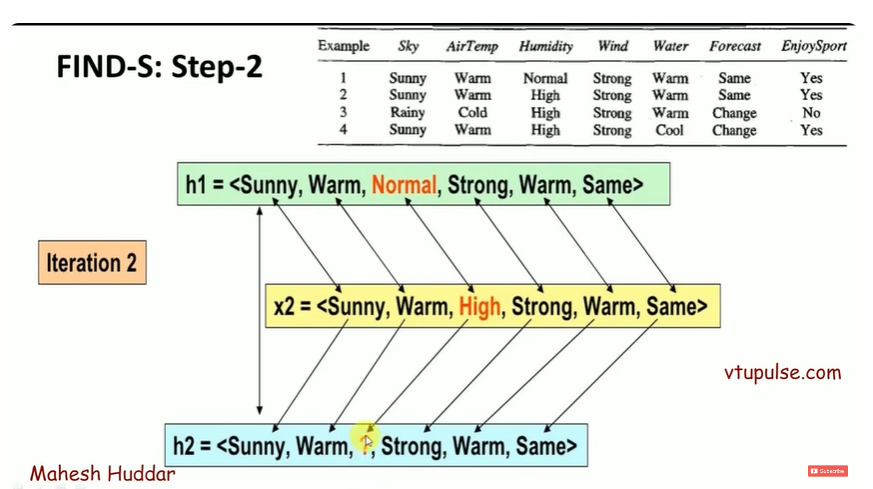 FIND-S: Step-2
Example Sky AirTemp Humidity Wind Water Forecast EnjoySport
1 Sunny Warm Normal Strong Warm Same Yes
2 Sunny Warm High Strong Warm Same Yes
3 Rainy Cold High Strong Warm Change No
4 Sunny Warm High Strong Cool Change Yes
h1 = <Sunny, Warm, Normal, Strong, Warm, Same>
Iteration 2
x2 = <Sunny, Warm, High, Strong, Warm, Same>
vtupulse.com
h2 = <Sunny, Warm, ?, Strong, Warm, Same>
Mahesh Huddar
Subscribe